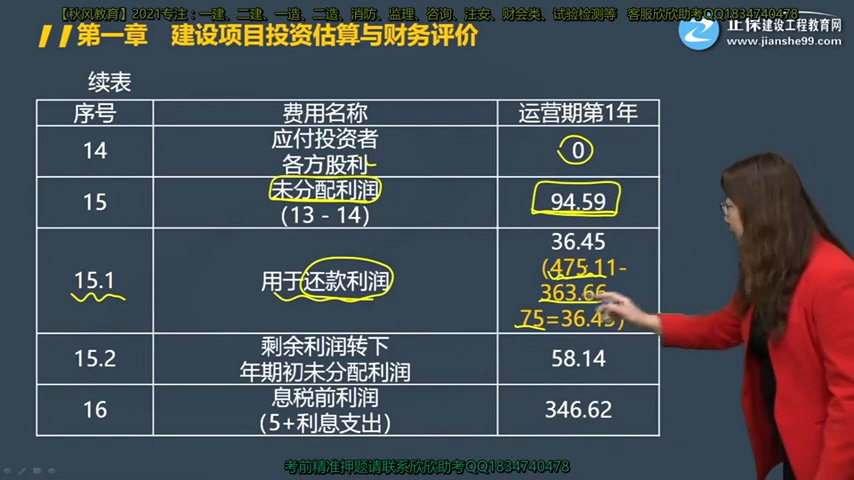 【秋风教育】2021专注：一建、二建、一造、二造、消防、监理、咨询、注安、财会类、试验检测等 客服欣欣助考QQ1834740478
第一章 建设项目投资估算与财务评价
正保建设工程教育网
www.jianshe99.com
续表
序号 费用名称 运营期第1年
14 应付投资者 0
各方股利
15 未分配利润 94.59
(13-14)
15.1 用于还款利润 36.45
(475.11-
363.66-
75=36.45)
15.2 剩余利润转下 58.14
年期初未分配利润
16 息税前利润 346.62
(5+利息支出)
考前精准押题请联系欣欣助考QQ1834740478